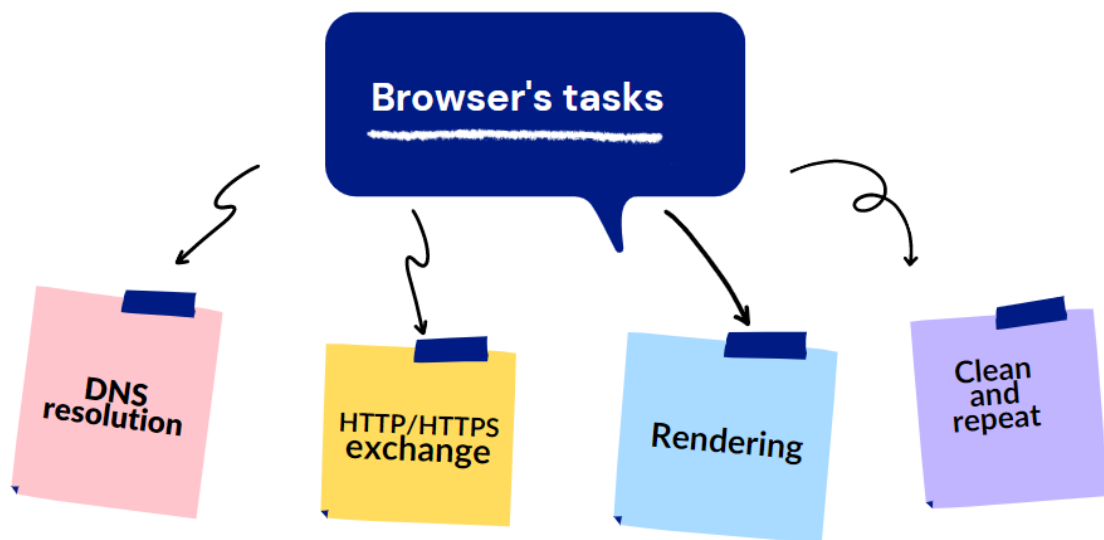 Browser's tasks
DNS
resolution
HTTP/HTTPS
exchange
Rendering
Clean
and
repeat